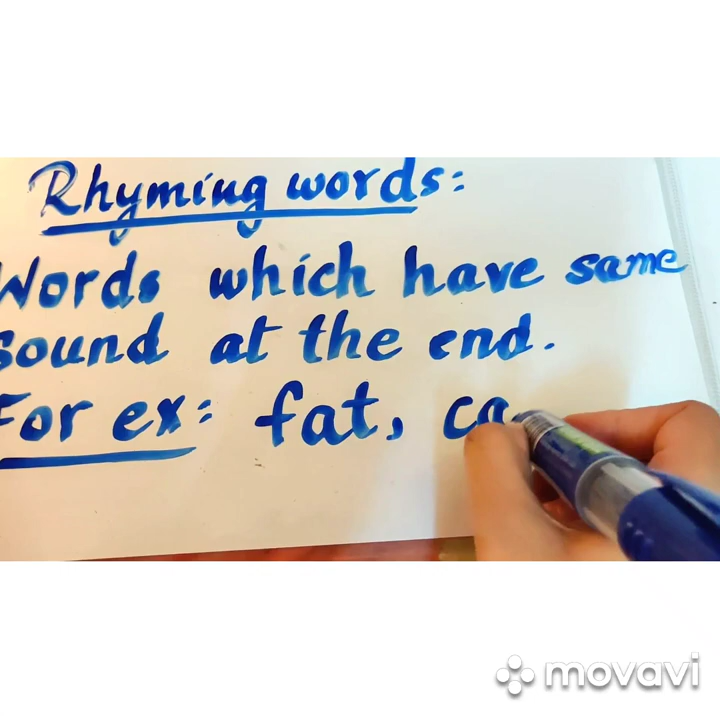 Rhyming words:
Words which have same
sound at the end.
For ex: fat, ca
movavi